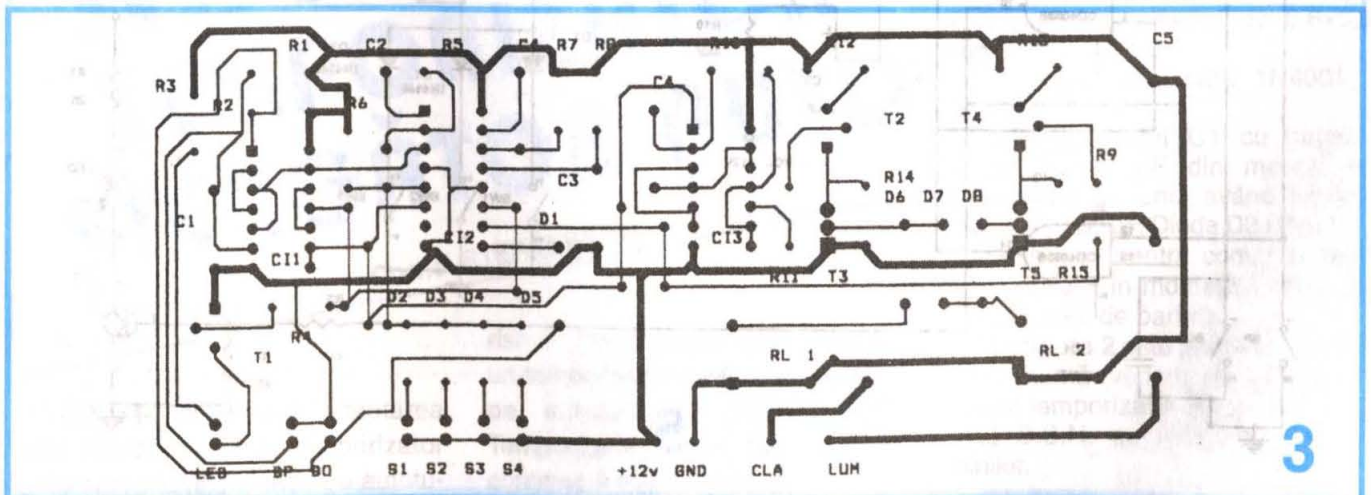 R1 C2 R5 C6 R7 R8 R10 R12 R13 C5
R3 R2 R6 C4
T2 T4
C3 R9
R14
C1 D1 D6 D7 D8
CI1 CI2 CI3
R11 T3 T5 R15
D2 D3 D4 D5
R4
T1 RL 1 RL 2
LED BP BO S1 S2 S3 S4 +12v GND CLA LUM
3